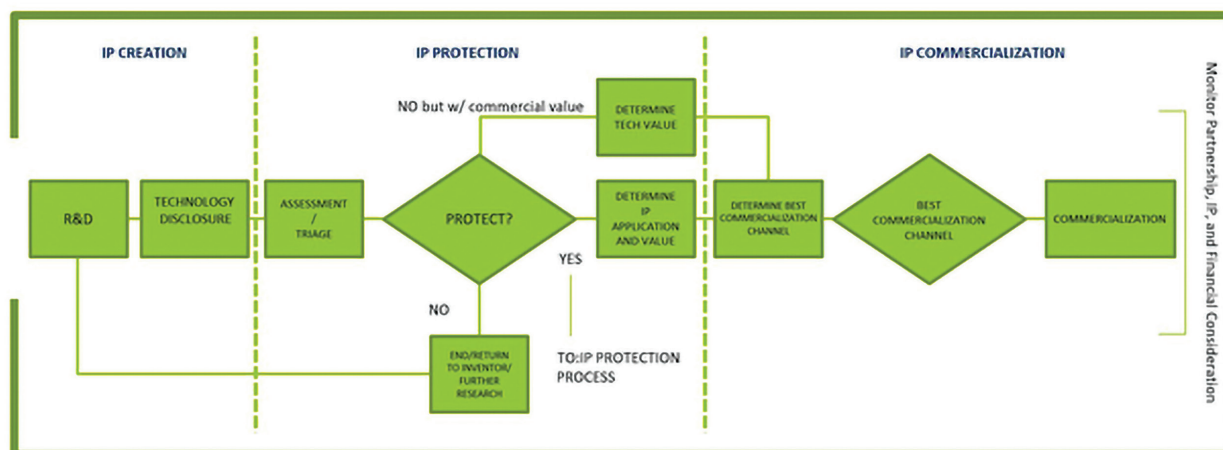 IP CREATION
IP PROTECTION
IP COMMERCIALIZATION
NO but w/ commercial value
DETERMINE
TECH VALUE
R&D
TECHNOLOGY
DISCLOSURE
ASSESSMENT
/
TRIAGE
PROTECT?
DETERMINE
IP
APPLICATION
AND VALUE
DETERMINE BEST
COMMERCIALIZATION
CHANNEL
BEST
COMMERCIALIZATION
CHANNEL
COMMERCIALIZATION
YES
NO
END/RETURN
TO INVENTOR/
FURTHER
RESEARCH
TO:IP PROTECTION
PROCESS
Monitor Partnership, IP, and Financial Consideration